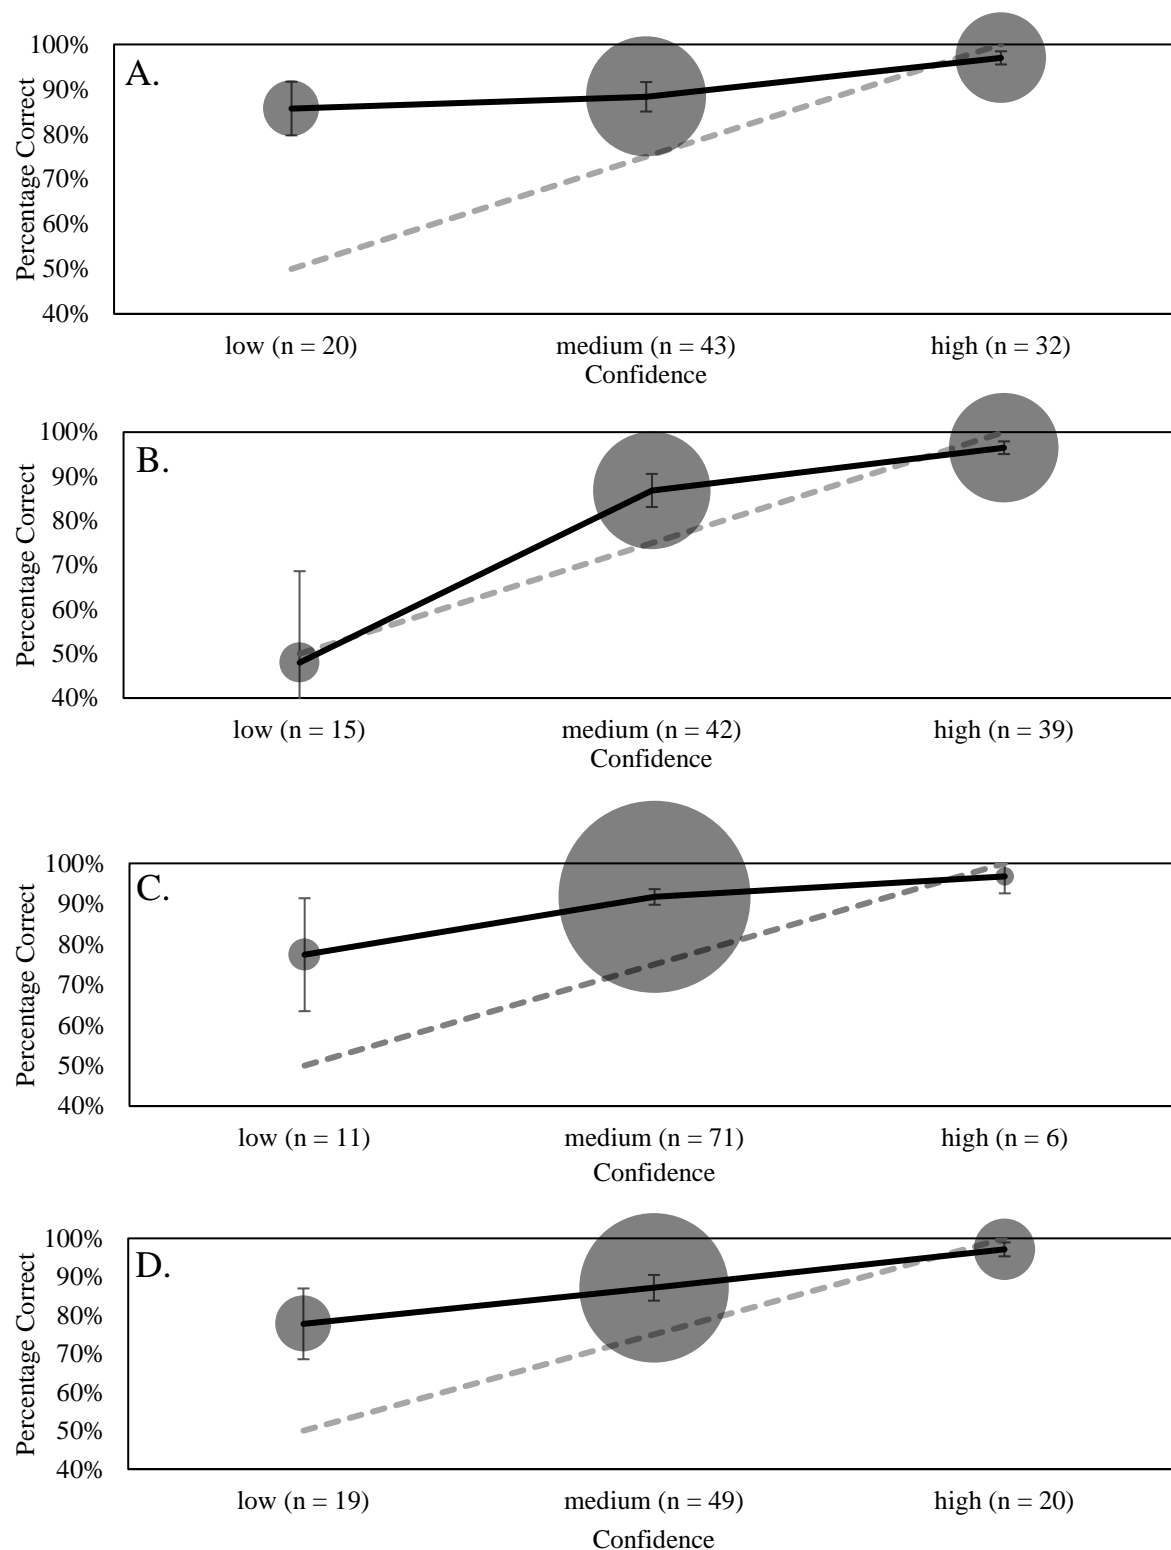 100%
90%
80%
70%
60%
50%
40%
Percentage Correct
A.
low (n = 20)
medium (n = 43)
high (n = 32)
Confidence
100%
90%
80%
70%
60%
50%
40%
Percentage Correct
B.
low (n = 15)
medium (n = 42)
high (n = 39)
Confidence
100%
90%
80%
70%
60%
50%
40%
Percentage Correct
C.
low (n = 11)
medium (n = 71)
high (n = 6)
Confidence
100%
90%
80%
70%
60%
50%
40%
Percentage Correct
D.
low (n = 19)
medium (n = 49)
high (n = 20)
Confidence